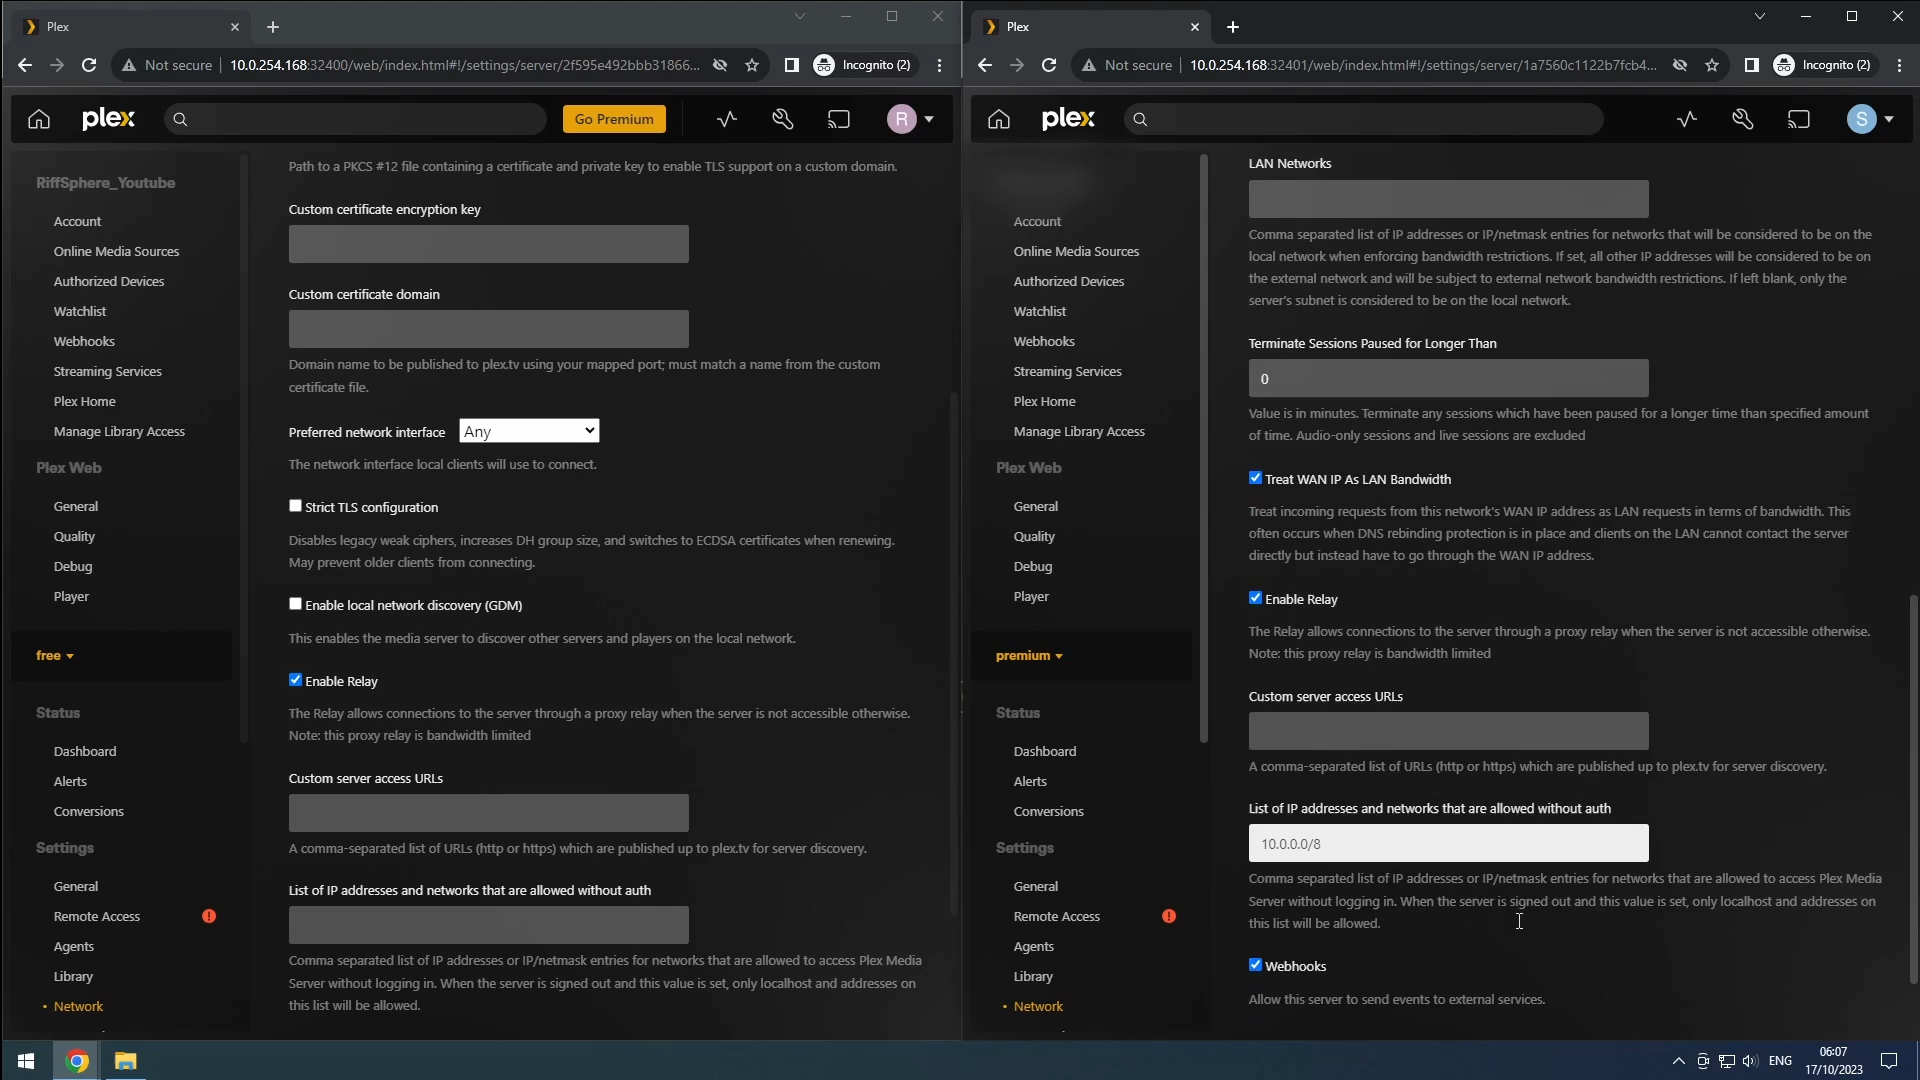 Plex
Not secure
10.0.254.168:32400/web/index.html#!/settings/server/2f595e492bbb31866...
Incognito (2)
plex
Go Premium
R
RiffSphere_Youtube
Account
Online Media Sources
Authorized Devices
Watchlist
Webhooks
Streaming Services
Plex Home
Manage Library Access
Plex Web
General
Quality
Debug
Player
free
Status
Dashboard
Alerts
Conversions
Settings
General
Remote Access
!
Agents
Library
Network
Path to a PKCS #12 file containing a certificate and private key to enable TLS support on a custom domain.
Custom certificate encryption key
Custom certificate domain
Domain name to be published to plex.tv using your mapped port; must match a name from the custom
certificate file.
Preferred network interface Any
The network interface local clients will use to connect.
Strict TLS configuration
Disables legacy weak ciphers, increases DH group size, and switches to ECDSA certificates when renewing.
May prevent older clients from connecting.
Enable local network discovery (GDM)
This enables the media server to discover other servers and players on the local network.
Enable Relay
The Relay allows connections to the server through a proxy relay when the server is not accessible otherwise.
Note: this proxy relay is bandwidth limited
Custom server access URLs
A comma-separated list of URLs (http or https) which are published up to plex.tv for server discovery.
List of IP addresses and networks that are allowed without auth
Comma separated list of IP addresses or IP/netmask entries for networks that are allowed to access Plex Media
Server without logging in. When the server is signed out and this value is set, only localhost and addresses on
this list will be allowed.
Plex
Not secure
10.0.254.168:32401/web/index.html#!/settings/server/1a7560c1122b7fcb4...
Incognito (2)
plex
S
Account
Online Media Sources
Authorized Devices
Watchlist
Webhooks
Streaming Services
Plex Home
Manage Library Access
Plex Web
General
Quality
Debug
Player
premium
Status
Dashboard
Alerts
Conversions
Settings
General
Remote Access
!
Agents
Library
Network
LAN Networks
Comma separated list of IP addresses or IP/netmask entries for networks that will be considered to be on the
local network when enforcing bandwidth restrictions. If set, all other IP addresses will be considered to be on
the external network and will be subject to external network bandwidth restrictions. If left blank, only the
server's subnet is considered to be on the local network.
Terminate Sessions Paused for Longer Than
0
Value is in minutes. Terminate any sessions which have been paused for a longer time than specified amount
of time. Audio-only sessions and live sessions are excluded
Treat WAN IP As LAN Bandwidth
Treat incoming requests from this network's WAN IP address as LAN requests in terms of bandwidth. This
often occurs when DNS rebinding protection is in place and clients on the LAN cannot contact the server
directly but instead have to go through the WAN IP address.
Enable Relay
The Relay allows connections to the server through a proxy relay when the server is not accessible otherwise.
Note: this proxy relay is bandwidth limited
Custom server access URLs
A comma-separated list of URLs (http or https) which are published up to plex.tv for server discovery.
List of IP addresses and networks that are allowed without auth
10.0.0.0/8
Comma separated list of IP addresses or IP/netmask entries for networks that are allowed to access Plex Media
Server without logging in. When the server is signed out and this value is set, only localhost and addresses on
this list will be allowed.
Webhooks
Allow this server to send events to external services.
ENG
06:07
17/10/2023